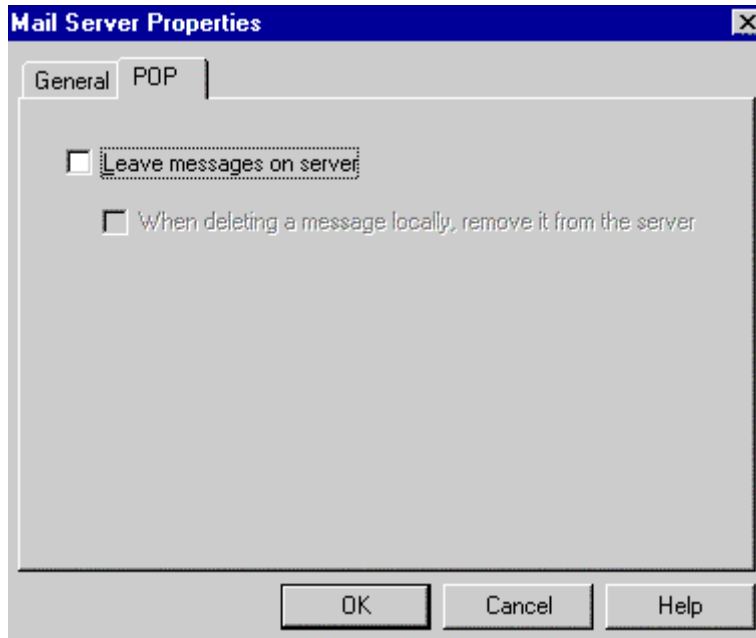 Mail Server Properties
General POP
Leave messages on server
When deleting a message locally, remove it from the server
OK Cancel Help